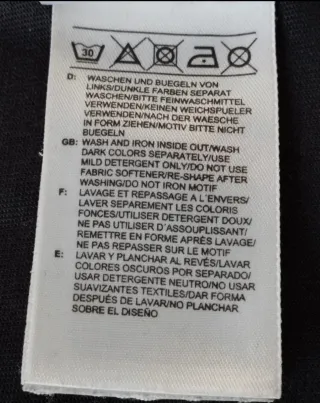 30
D: WASCHEN UND BUEGELN VON
LINKS/DUNKLE FARBEN SEPARAT
WASCHEN/BITTE FEINWASCHMITTEL
VERWENDEN/KEINEN WEICHSPUELER
VERWENDEN/NACH DER WAESCHE
IN FORM ZIEHEN/MOTIV BITTE NICHT
BUEGELN
GB: WASH AND IRON INSIDE OUT/WASH
DARK COLORS SEPARATELY/USE
MILD DETERGENT ONLY/DO NOT USE
FABRIC SOFTENER/RE-SHAPE AFTER
WASHING/DO NOT IRON MOTIF
F: LAVAGE ET REPASSAGE A L´ENVERS/
LAVER SEPAREMENT LES COLORIS
FONCES/UTILISER DETERGENT DOUX/
NE PAS UTILISER D´ASSOUPLISSANT/
REMETTRE EN FORME APRÈS LAVAGE/
NE PAS REPASSER SUR LE MOTIF
E: LAVAR Y PLANCHAR AL REVÉS/LAVAR
COLORES OSCUROS POR SEPARADO/
USAR DETERGENTE NEUTRO/NO USAR
SUAVIZANTES TEXTILES/DAR FORMA
DESPUÉS DE LAVAR/NO PLANCHAR
SOBRE EL DISEÑO